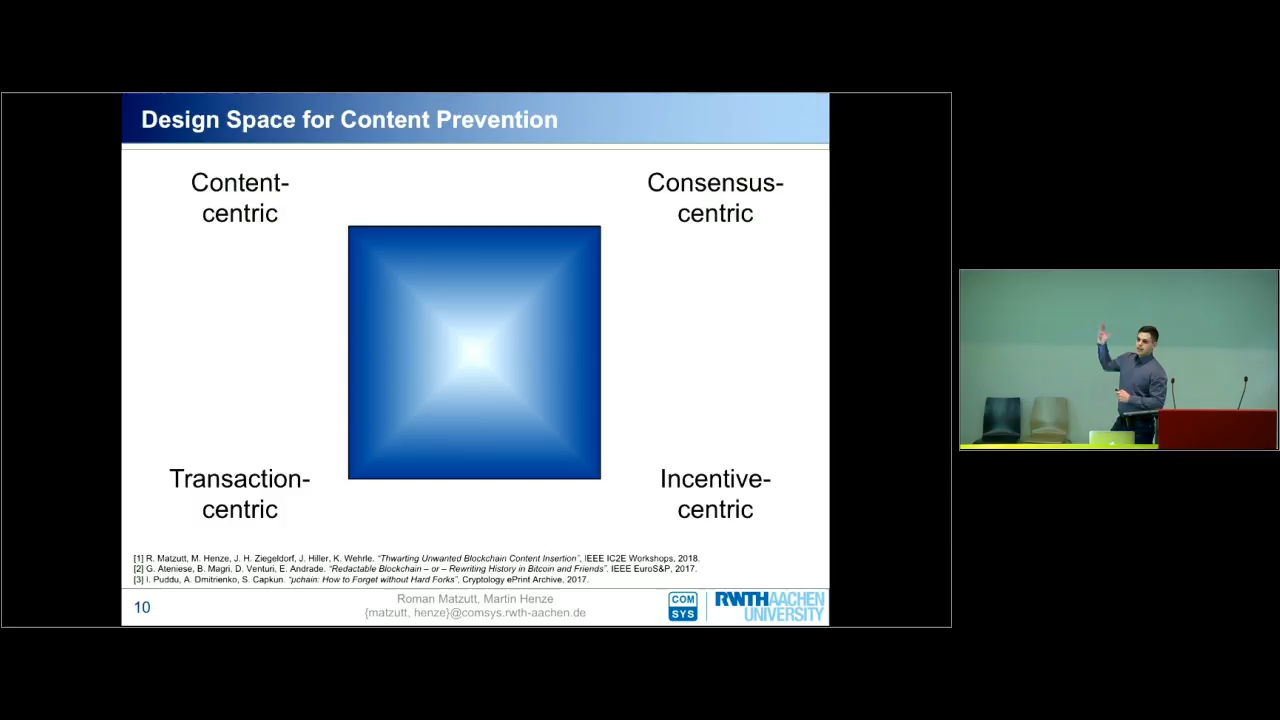 Design Space for Content Prevention
Content-
centric
Consensus-
centric
Transaction-
centric
Incentive-
centric
[1] R. Matzutt, M. Henze, J. H. Ziegeldorf, J. Hiller, K. Wehrle. “Thwarting Unwanted Blockchain Content Insertion”, IEEE IC2E Workshops, 2018.
[2] G. Ateniese, B. Magri, D. Venturi, E. Andrade. “Redactable Blockchain – or – Rewriting History in Bitcoin and Friends”. IEEE EuroS&P, 2017.
[3] I. Puddu, A. Dmitrienko, S. Capkun. “μchain: How to Forget without Hard Forks”, Cryptology ePrint Archive, 2017.
10
Roman Matzutt, Martin Henze
{matzutt, henze}@comsys.rwth-aachen.de
COM
SYS
RWTHAACHEN
UNIVERSITY